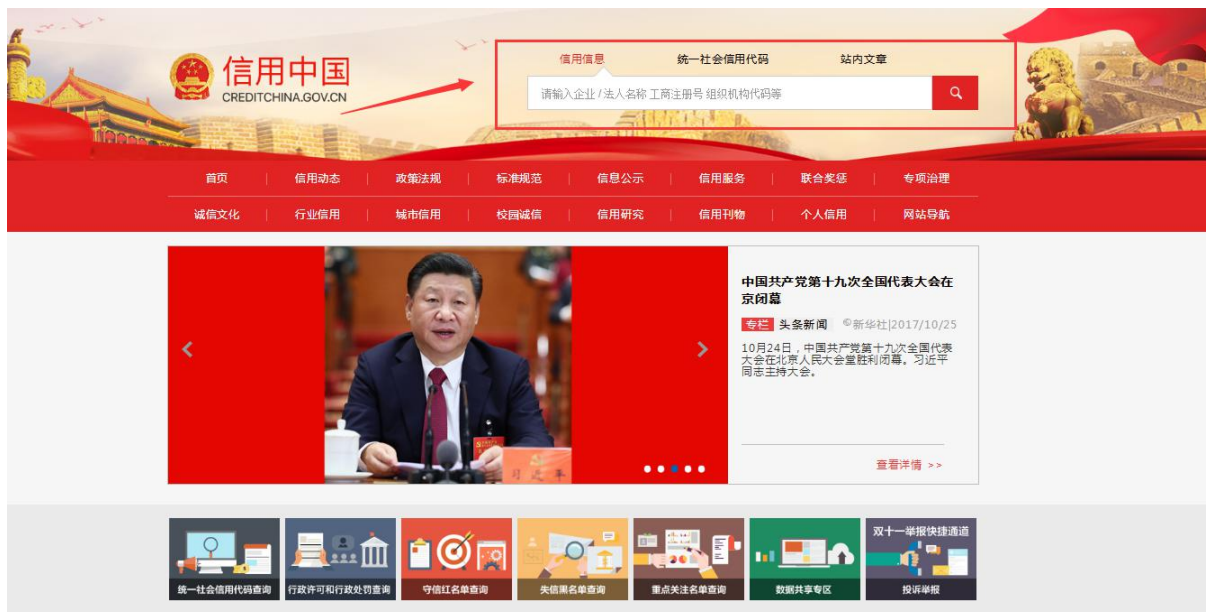 信用中国
CREDITCHINA.GOV.CN
信用信息 统一社会信用代码 站内文章
请输入企业/法人名称 工商注册号 组织机构代码等
首页 | 信用动态 | 政策法规 | 标准规范 | 信息公示 | 信用服务 | 联合奖惩 | 专项治理
诚信文化 | 行业信用 | 城市信用 | 校园诚信 | 信用研究 | 信用刊物 | 个人信用 | 网站导航
习近平
中国共产党第十九次全国代表大会在
京闭幕
专栏 头条新闻 ©新华社|2017/10/25
10月24日，中国共产党第十九次全国代表
大会在北京人民大会堂胜利闭幕。习近平
同志主持大会。
查看详情 >>
双十一举报快捷通道
统一社会信用代码查询 行政许可和行政处罚查询 守信红名单查询 失信黑名单查询 重点关注名单查询 数据共享专区 投诉举报